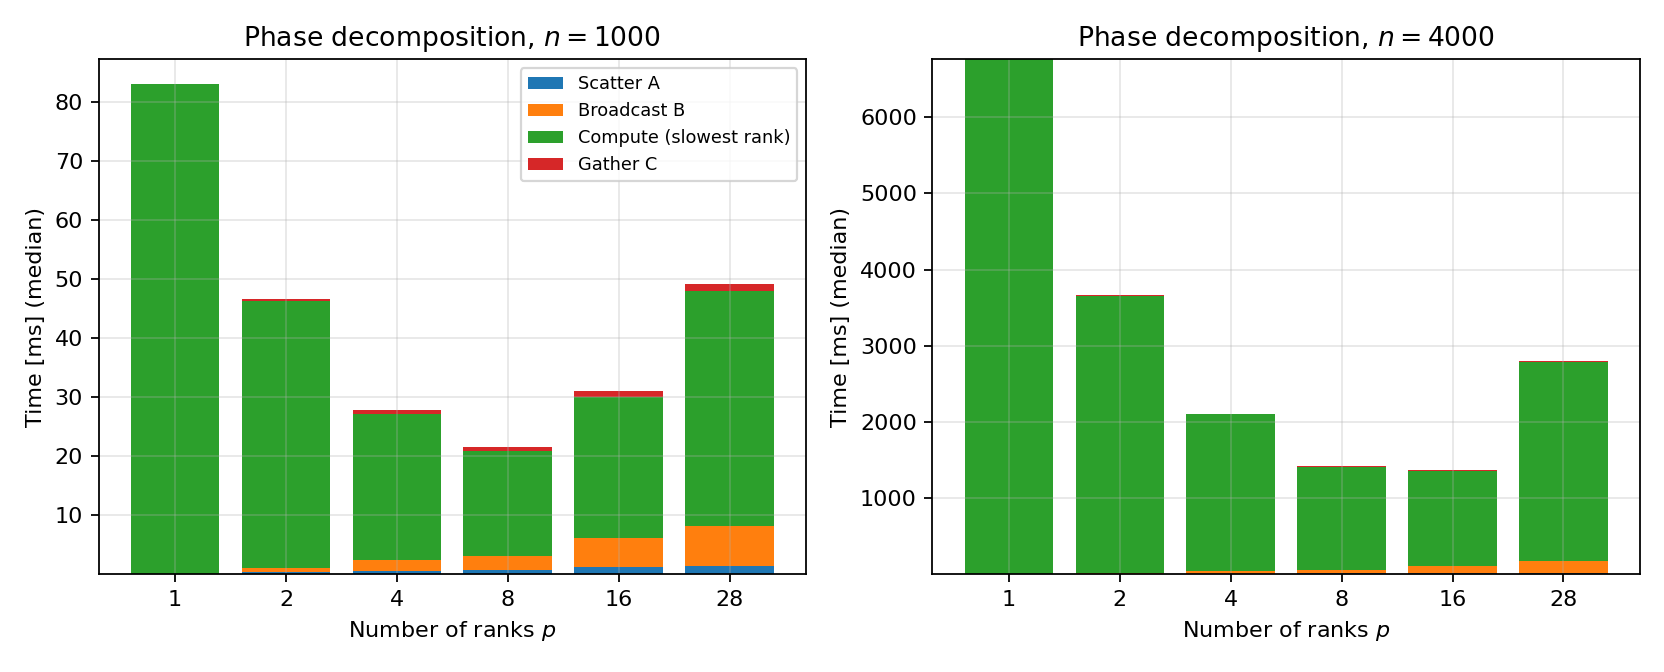 Phase decomposition, n = 1000
Scatter A
Broadcast B
Compute (slowest rank)
Gather C
80
70
60
50
40
30
20
10
Time [ms] (median)
1 2 4 8 16 28
Number of ranks p
Phase decomposition, n = 4000
6000
5000
4000
3000
2000
1000
Time [ms] (median)
1 2 4 8 16 28
Number of ranks p